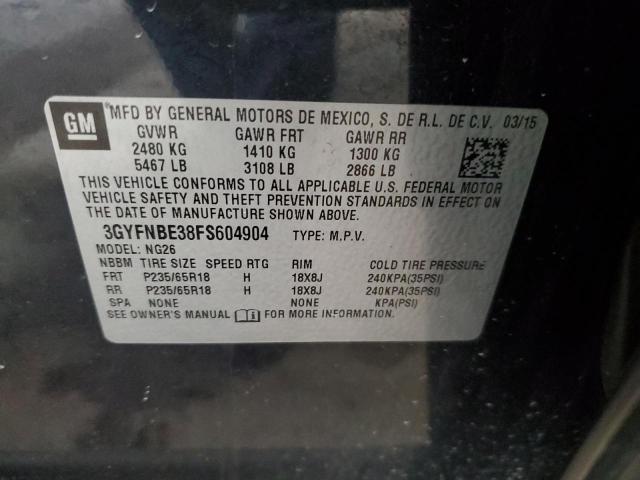 GM
MFD BY GENERAL MOTORS DE MEXICO, S. DE R.L. DE C.V. 03/15
GVWR GAWR FRT GAWR RR
2480 KG 1410 KG 1300 KG
5467 LB 3108 LB 2866 LB
THIS VEHICLE CONFORMS TO ALL APPLICABLE U.S. FEDERAL MOTOR
VEHICLE SAFETY AND THEFT PREVENTION STANDARDS IN EFFECT ON
THE DATE OF MANUFACTURE SHOWN ABOVE.
3GYFNBE38FS604904 TYPE: M.P.V.
MODEL: NG26
NBBM TIRE SIZE SPEED RTG RIM COLD TIRE PRESSURE
FRT P235/65R18 H 18X8J 240KPA(35PSI)
RR P235/65R18 H 18X8J 240KPA(35PSI)
SPA NONE NONE KPA(PSI)
SEE OWNER'S MANUAL FOR MORE INFORMATION.